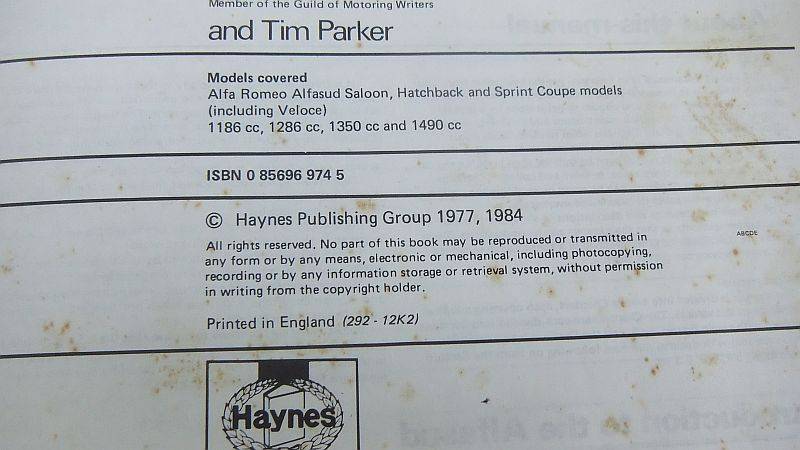 Member of the Guild of Motoring Writers
and Tim Parker
Models covered
Alfa Romeo Alfasud Saloon, Hatchback and Sprint Coupe models
(including Veloce)
1186 cc, 1286 cc, 1350 cc and 1490 cc
ISBN 0 85696 974 5
© Haynes Publishing Group 1977, 1984
All rights reserved. No part of this book may be reproduced or transmitted in
any form or by any means, electronic or mechanical, including photocopying,
recording or by any information storage or retrieval system, without permission
in writing from the copyright holder.
ABCDE
Printed in England (292 - 12K2)
Haynes